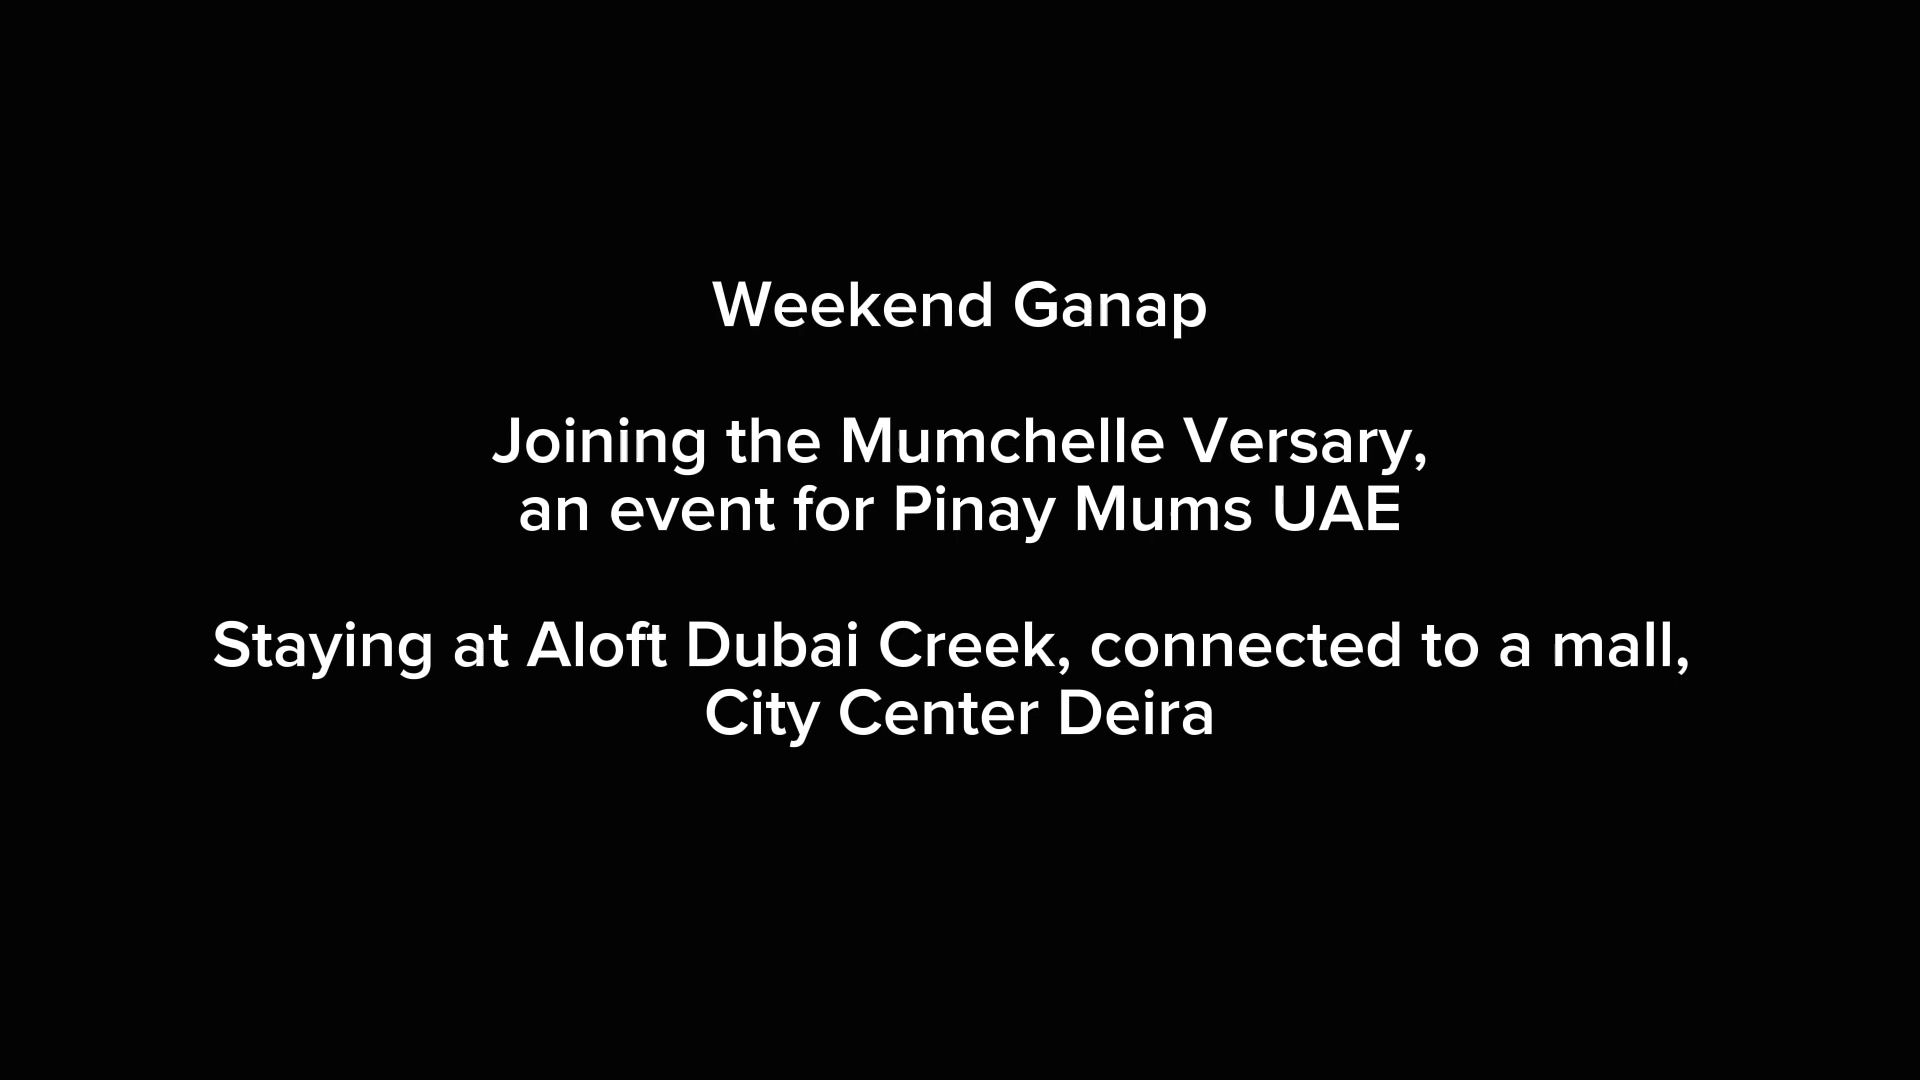 Weekend Ganap
Joining the Mumchelle Versary,
an event for Pinay Mums UAE
Staying at Aloft Dubai Creek, connected to a mall,
City Center Deira